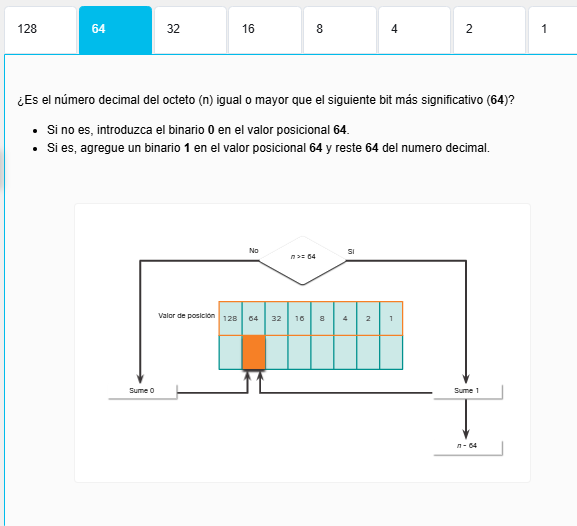 128 64 32 16 8 4 2 1
¿Es el número decimal del octeto (n) igual o mayor que el siguiente bit más significativo (64)?
Si no es, introduzca el binario 0 en el valor posicional 64.
Si es, agregue un binario 1 en el valor posicional 64 y reste 64 del numero decimal.
No n >= 64 Si
Valor de posición 128 64 32 16 8 4 2 1
Sume 0 Sume 1
n - 64